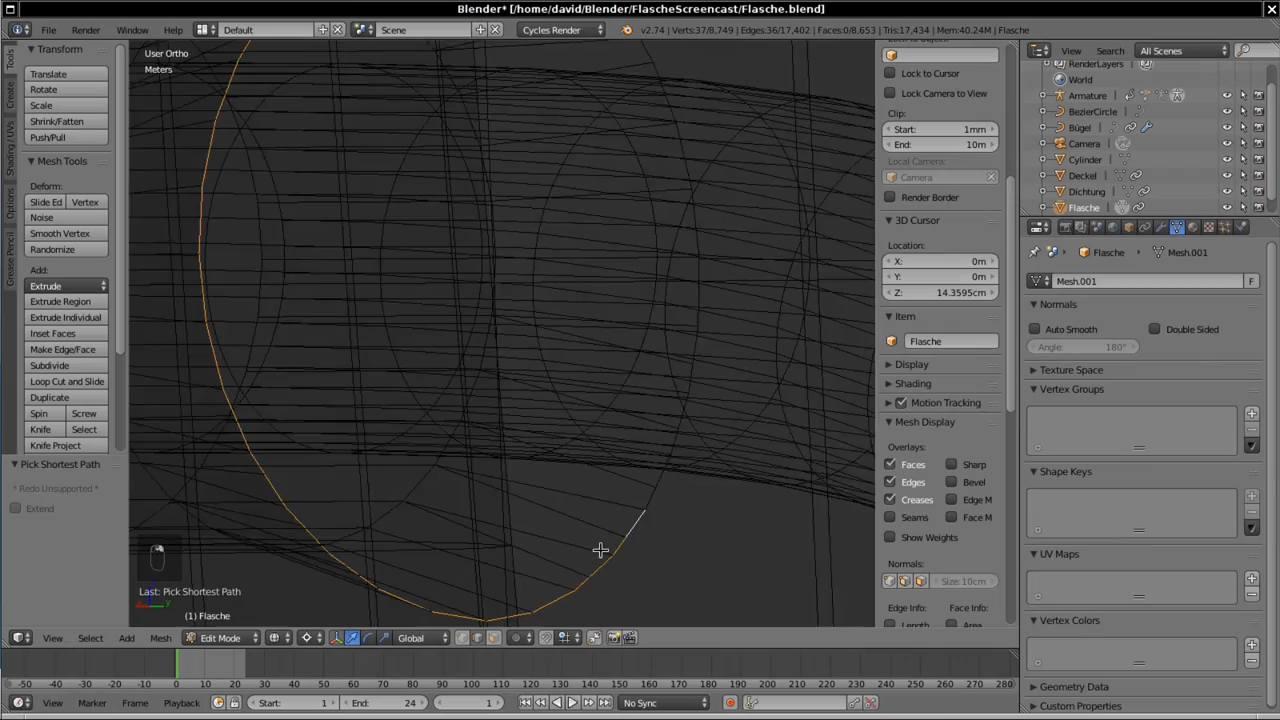 Blender* [/home/david/Blender/FlascheScreencast/Flasche.blend]
File Render Window Help Default Scene Cycles Render v2.74 | Verts:37/8,749 | Edges:36/17,402 | Faces:0/8,653 | Tris:17,434 | Mem:40.24M | Flasche
Tools
Create
Shading / UVs
Options
Grease Pencil
Transform
Translate
Rotate
Scale
Shrink/Fatten
Push/Pull
Mesh Tools
Deform:
Slide Ed Vertex
Noise
Smooth Vertex
Randomize
Add:
Extrude
Extrude Region
Extrude Individual
Inset Faces
Make Edge/Face
Subdivide
Loop Cut and Slide
Duplicate
Spin Screw
Knife Select
Knife Project
Pick Shortest Path
* Redo Unsupported *
Extend
User Ortho
Meters
Last: Pick Shortest Path
(1) Flasche
Lock to Cursor
Lock Camera to View
Clip:
Start: 1mm
End: 10m
Local Camera:
Camera
Render Border
3D Cursor
Location:
X: 0m
Y: 0m
Z: 14.3595cm
Item
Flasche
Display
Shading
Motion Tracking
Mesh Display
Overlays:
Faces Sharp
Edges Bevel
Creases Edge M
Seams Face M
Show Weights
Normals:
Size: 10cm
Edge Info: Face Info:
View Search All Scenes
RenderLayers
World
Armature
BezierCircle
Bügel
Camera
Cylinder
Deckel
Dichtung
Flasche
Flasche Mesh.001
Mesh.001 F
Normals
Auto Smooth Double Sided
Angle: 180°
Texture Space
Vertex Groups
Shape Keys
UV Maps
Vertex Colors
Geometry Data
Custom Properties
View Select Add Mesh Edit Mode Global
-50 -40 -30 -20 -10 0 10 20 30 40 50 60 70 80 90 100 110 120 130 140 150 160 170 180 190 200 210 220 230 240 250 260 270 280
View Marker Frame Playback Start: 1 End: 24 1 No Sync